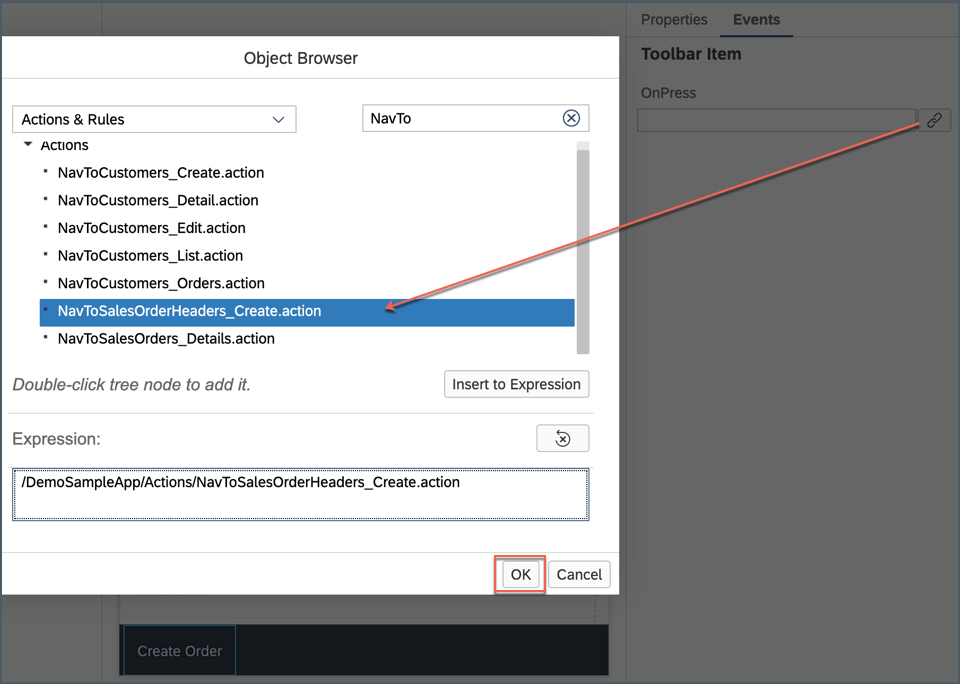 Properties Events
Object Browser
Toolbar Item
OnPress
Actions & Rules
NavTo
Actions
NavToCustomers_Create.action
NavToCustomers_Detail.action
NavToCustomers_Edit.action
NavToCustomers_List.action
NavToCustomers_Orders.action
NavToSalesOrderHeaders_Create.action
NavToSalesOrders_Details.action
Double-click tree node to add it.
Insert to Expression
Expression:
/DemoSampleApp/Actions/NavToSalesOrderHeaders_Create.action
OK Cancel
Create Order